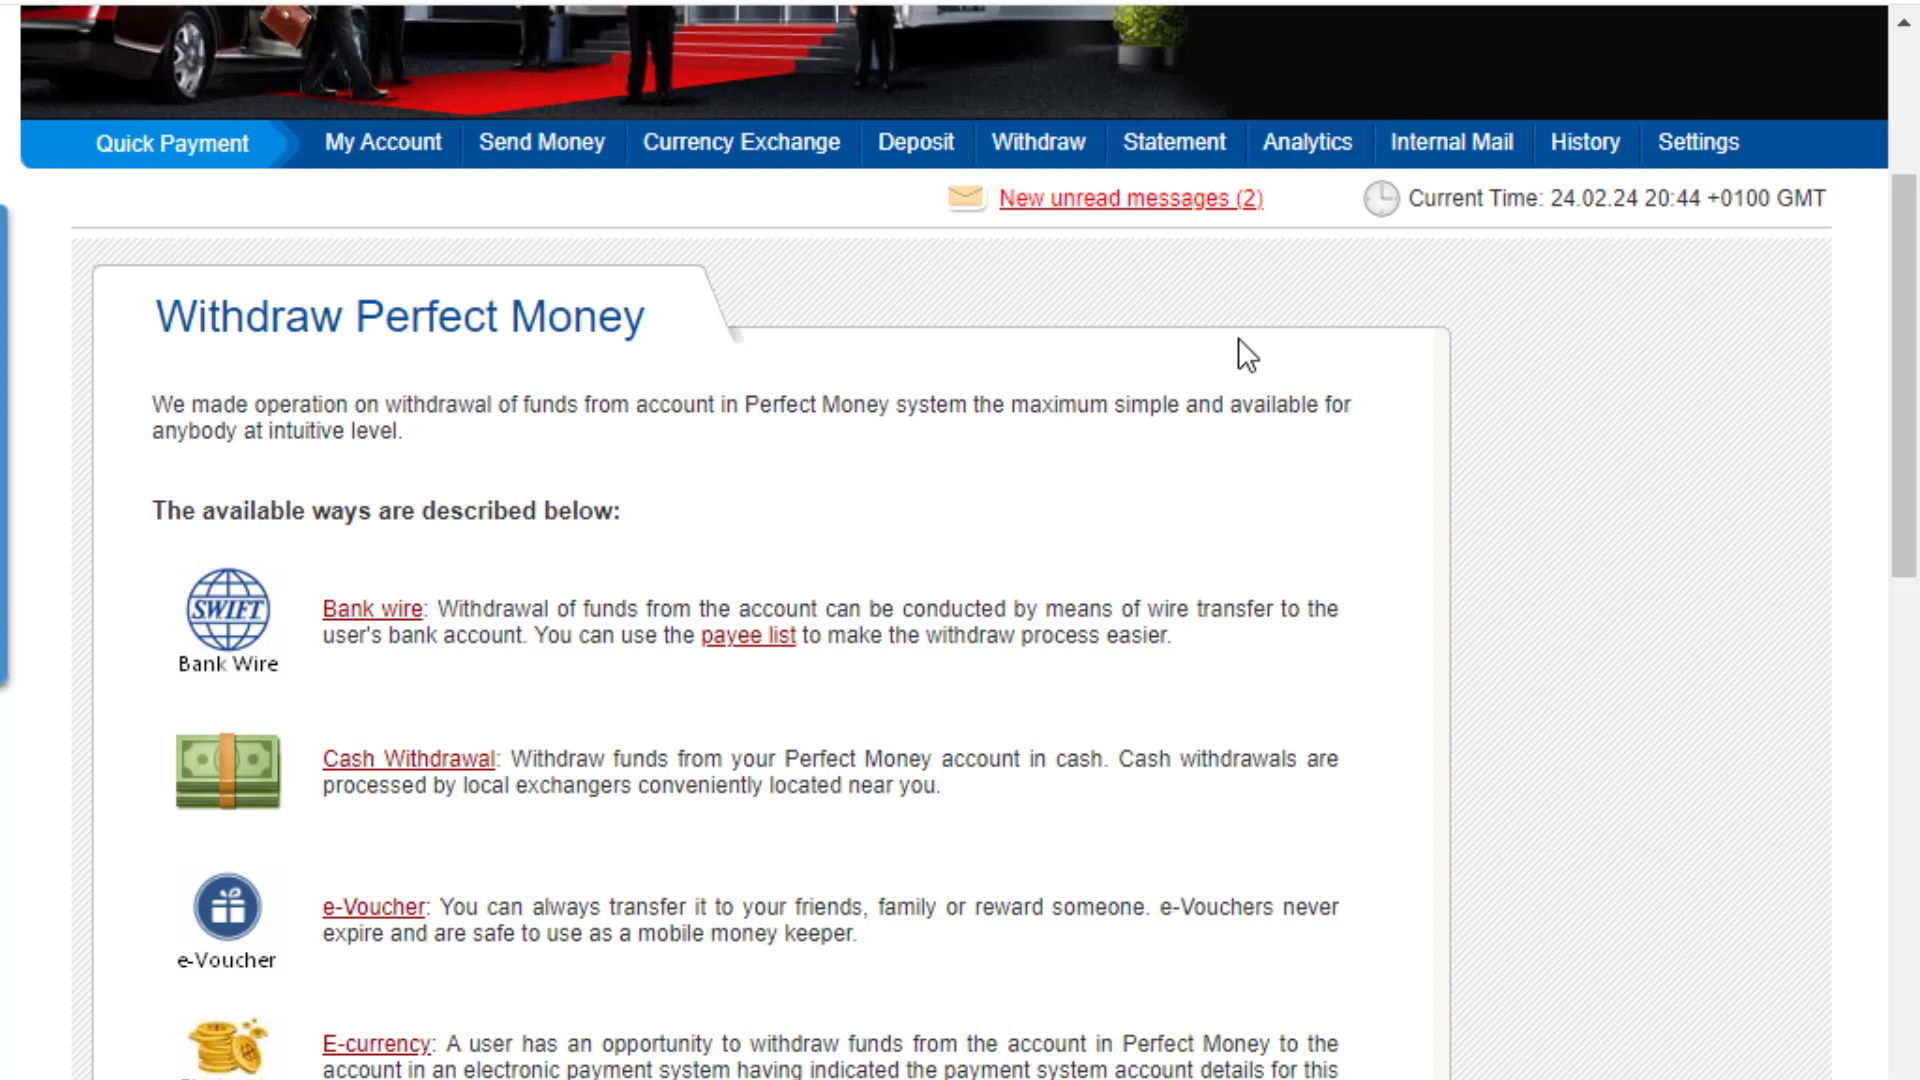 Quick Payment My Account Send Money Currency Exchange Deposit Withdraw Statement Analytics Internal Mail History Settings
New unread messages (2) Current Time: 24.02.24 20:44 +0100 GMT
Withdraw Perfect Money
We made operation on withdrawal of funds from account in Perfect Money system the maximum simple and available for
anybody at intuitive level.
The available ways are described below:
SWIFT
Bank Wire
Bank wire: Withdrawal of funds from the account can be conducted by means of wire transfer to the
user's bank account. You can use the payee list to make the withdraw process easier.
Cash Withdrawal: Withdraw funds from your Perfect Money account in cash. Cash withdrawals are
processed by local exchangers conveniently located near you.
e-Voucher
e-Voucher: You can always transfer it to your friends, family or reward someone. e-Vouchers never
expire and are safe to use as a mobile money keeper.
E-currency: A user has an opportunity to withdraw funds from the account in Perfect Money to the
account in an electronic payment system having indicated the payment system account details for this